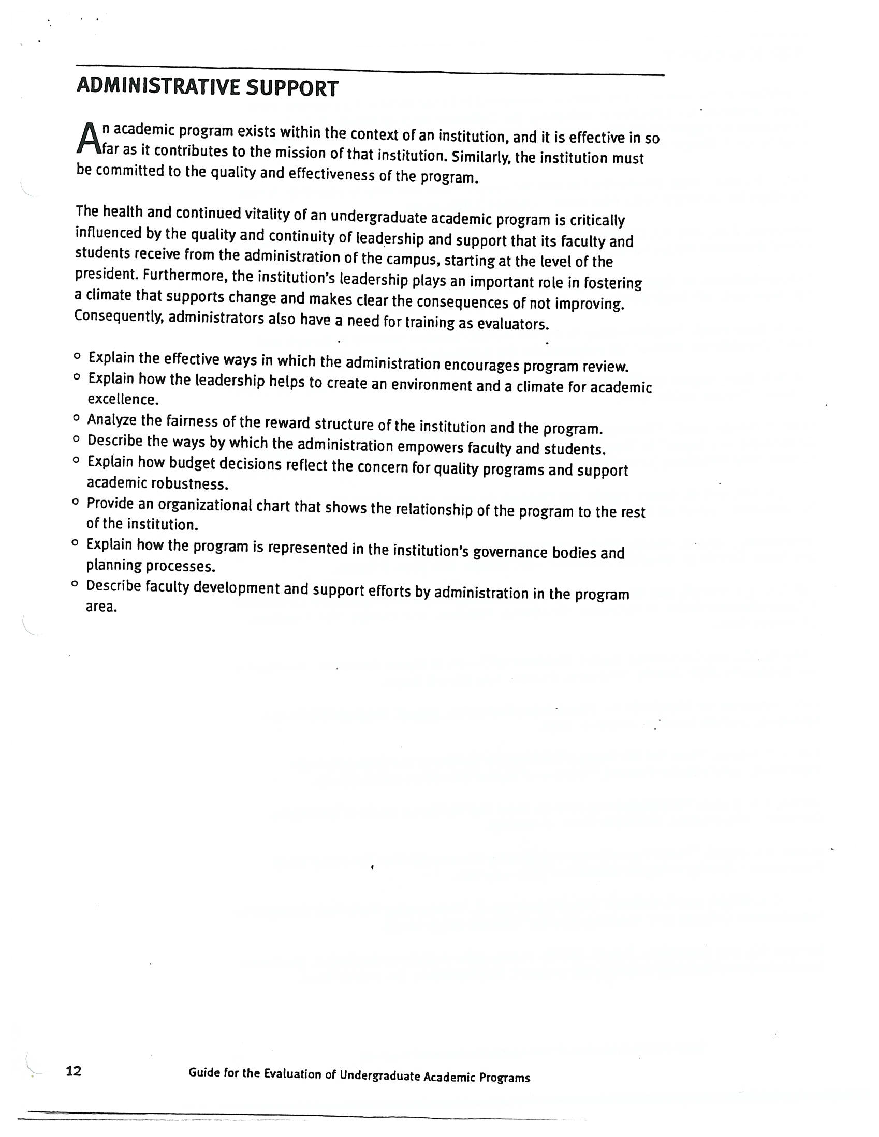 ADMINISTRATIVE SUPPORT
An academic program exists within the context of an institution, and it is effective in so
far as it contributes to the mission of that institution. Similarly, the institution must
be committed to the quality and effectiveness of the program.
The health and continued vitality of an undergraduate academic program is critically
influenced by the quality and continuity of leadership and support that its faculty and
students receive from the administration of the campus, starting at the level of the
president. Furthermore, the institution's leadership plays an important role in fostering
a climate that supports change and makes clear the consequences of not improving.
Consequently, administrators also have a need for training as evaluators.
° Explain the effective ways in which the administration encourages program review.
° Explain how the leadership helps to create an environment and a climate for academic
excellence.
° Analyze the fairness of the reward structure of the institution and the program.
° Describe the ways by which the administration empowers faculty and students.
° Explain how budget decisions reflect the concern for quality programs and support
academic robustness.
° Provide an organizational chart that shows the relationship of the program to the rest
of the institution.
° Explain how the program is represented in the institution's governance bodies and
planning processes.
° Describe faculty development and support efforts by administration in the program
area.
12 Guide for the Evaluation of Undergraduate Academic Programs